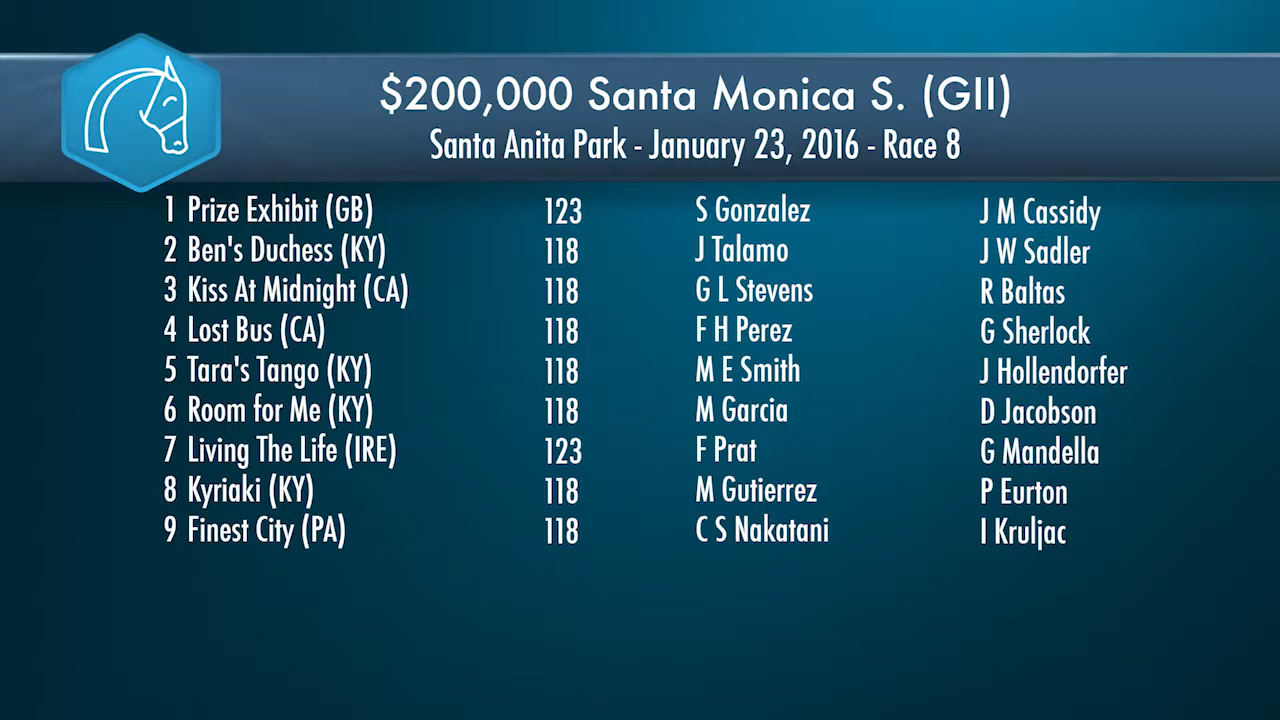 $200,000 Santa Monica S. (GII)
Santa Anita Park - January 23, 2016 - Race 8
1 Prize Exhibit (GB) 123 S Gonzalez J M Cassidy
2 Ben's Duchess (KY) 118 J Talamo J W Sadler
3 Kiss At Midnight (CA) 118 G L Stevens R Baltas
4 Lost Bus (CA) 118 F H Perez G Sherlock
5 Tara's Tango (KY) 118 M E Smith J Hollendorfer
6 Room for Me (KY) 118 M Garcia D Jacobson
7 Living The Life (IRE) 123 F Prat G Mandella
8 Kyriaki (KY) 118 M Gutierrez P Eurton
9 Finest City (PA) 118 C S Nakatani I Kruljac